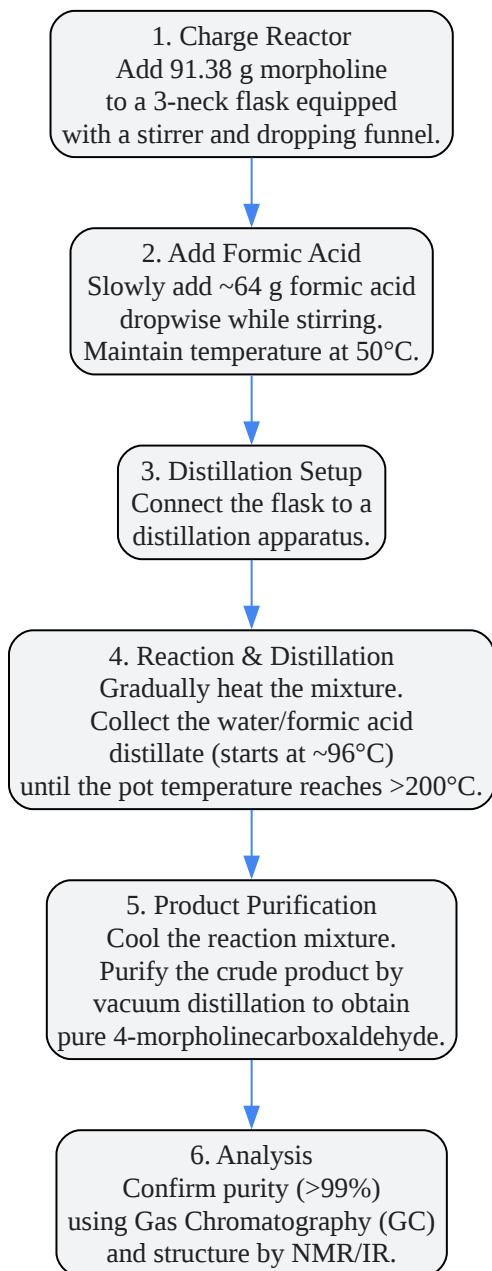 1. Charge Reactor
Add 91.38 g morpholine
to a 3-neck flask equipped
with a stirrer and dropping funnel.
2. Add Formic Acid
Slowly add ~64 g formic acid
dropwise while stirring.
Maintain temperature at 50°C.
3. Distillation Setup
Connect the flask to a
distillation apparatus.
4. Reaction & Distillation
Gradually heat the mixture.
Collect the water/formic acid
distillate (starts at ~96°C)
until the pot temperature reaches >200°C.
5. Product Purification
Cool the reaction mixture.
Purify the crude product by
vacuum distillation to obtain
pure 4-morpholinecarboxaldehyde.
6. Analysis
Confirm purity (>99%)
using Gas Chromatography (GC)
and structure by NMR/IR.